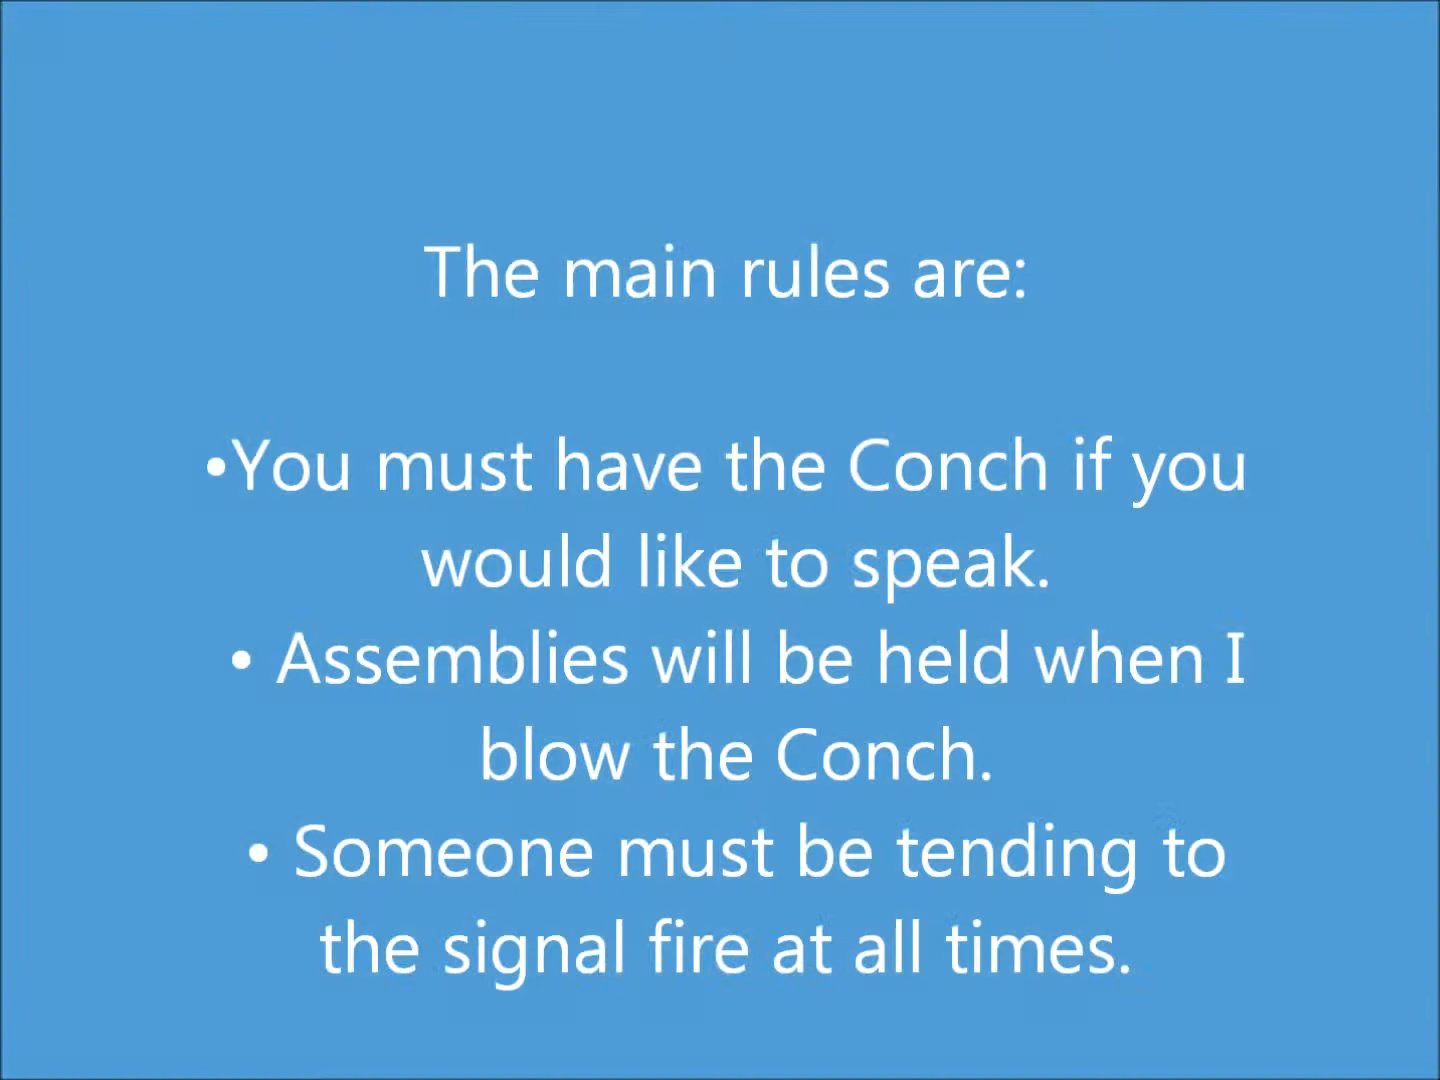 The main rules are:
•You must have the Conch if you
would like to speak.
• Assemblies will be held when I
blow the Conch.
• Someone must be tending to
the signal fire at all times.